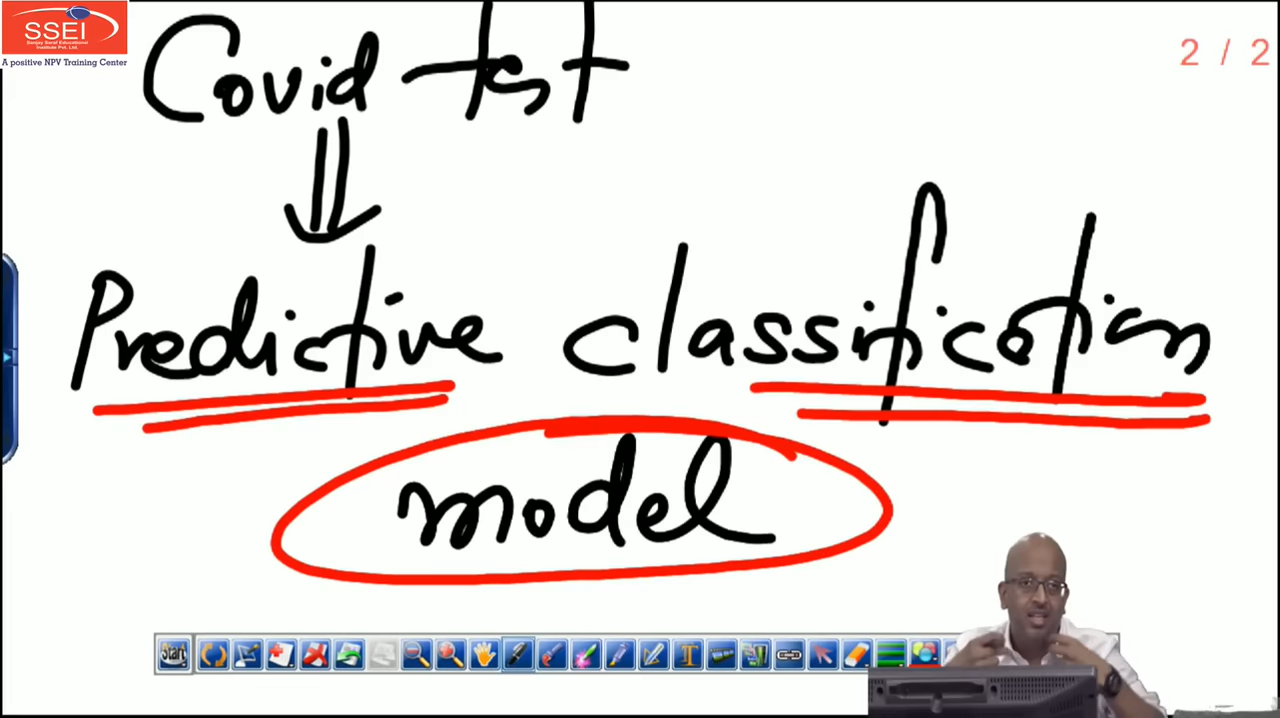 SSEI
Sanjay Saraf Educational
Institute Pvt. Ltd.
A positive NPV Training Center
2 / 2
Covid test
Predictive classification
model
Start